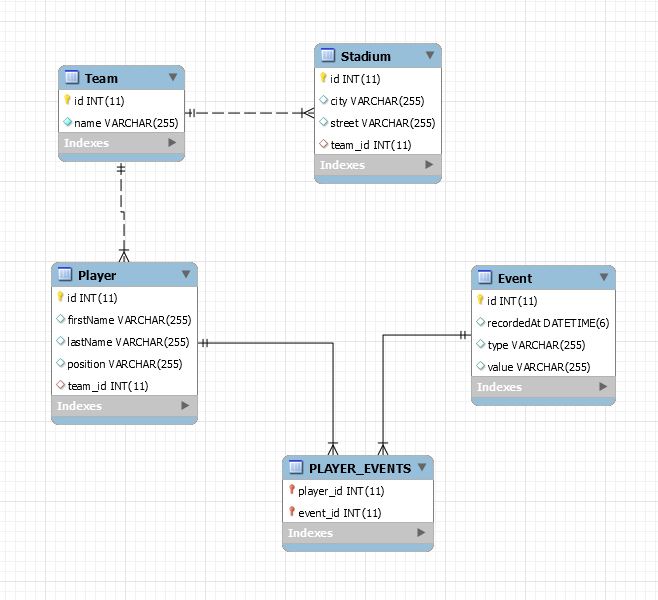 Team
id INT(11)
name VARCHAR(255)
Indexes
Stadium
id INT(11)
city VARCHAR(255)
street VARCHAR(255)
team_id INT(11)
Indexes
Player
id INT(11)
firstName VARCHAR(255)
lastName VARCHAR(255)
position VARCHAR(255)
team_id INT(11)
Indexes
Event
id INT(11)
recordedAt DATETIME(6)
type VARCHAR(255)
value VARCHAR(255)
Indexes
PLAYER_EVENTS
player_id INT(11)
event_id INT(11)
Indexes